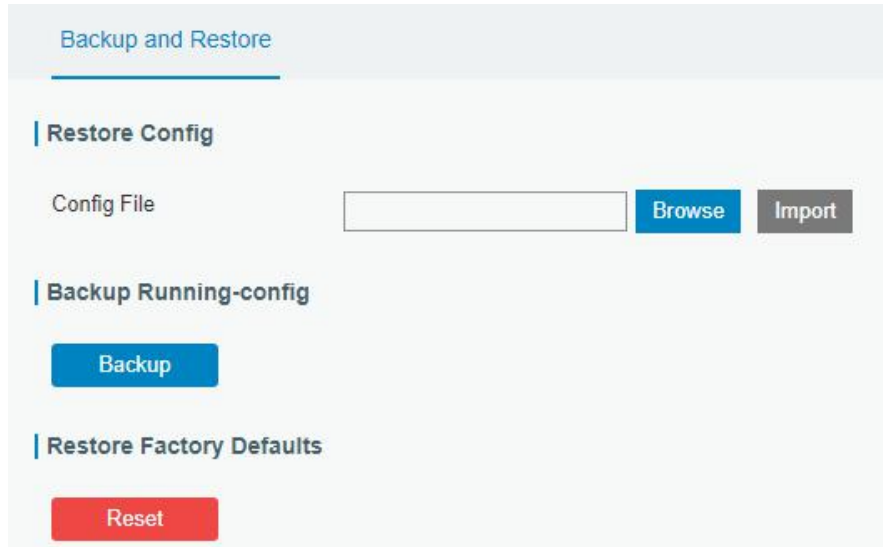 Backup and Restore
Restore Config
Config File Browse Import
Backup Running-config
Backup
Restore Factory Defaults
Reset